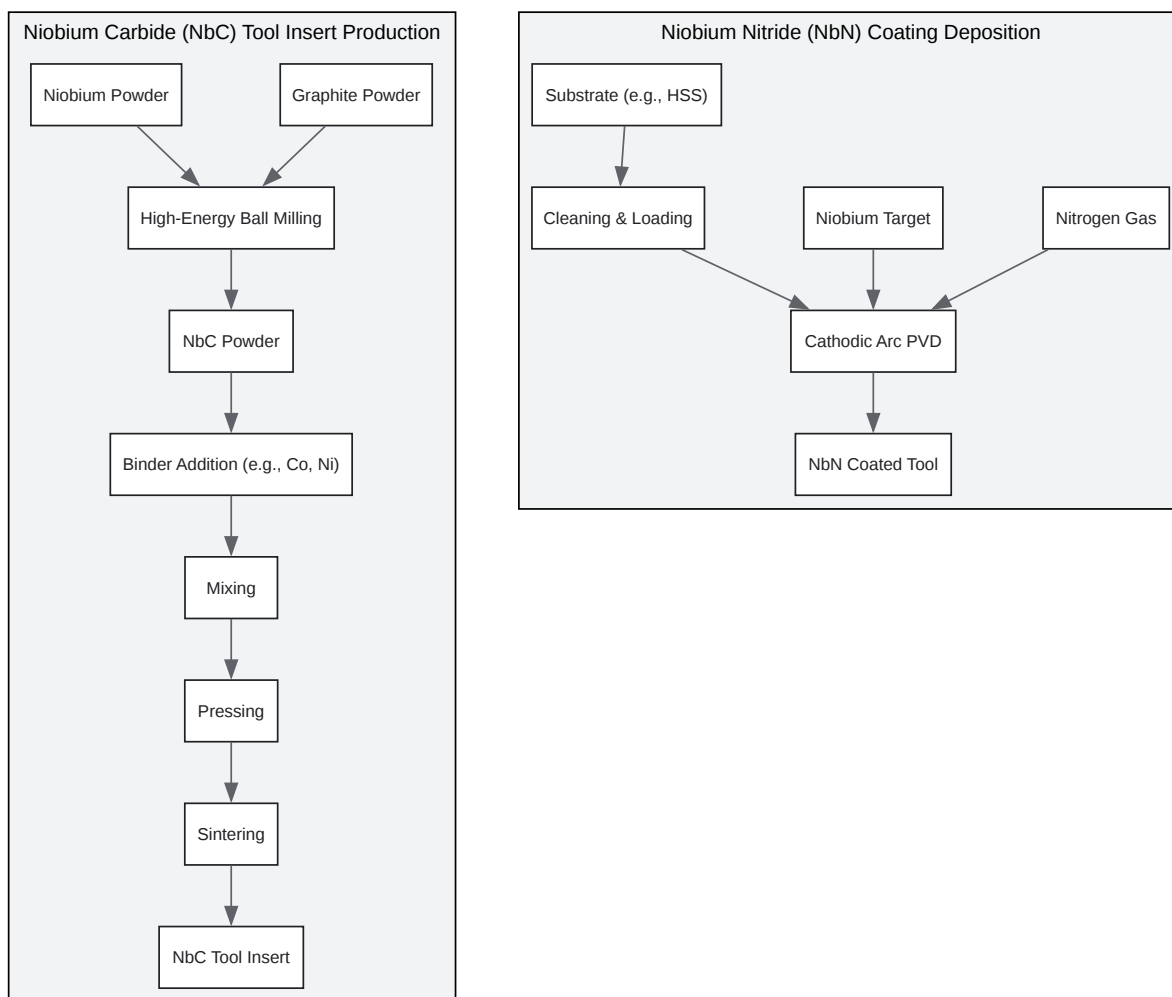 Niobium Carbide (NbC) Tool Insert Production
Niobium Powder
Graphite Powder
High-Energy Ball Milling
NbC Powder
Binder Addition (e.g., Co, Ni)
Mixing
Pressing
Sintering
NbC Tool Insert
Niobium Nitride (NbN) Coating Deposition
Substrate (e.g., HSS)
Cleaning & Loading
Niobium Target
Nitrogen Gas
Cathodic Arc PVD
NbN Coated Tool